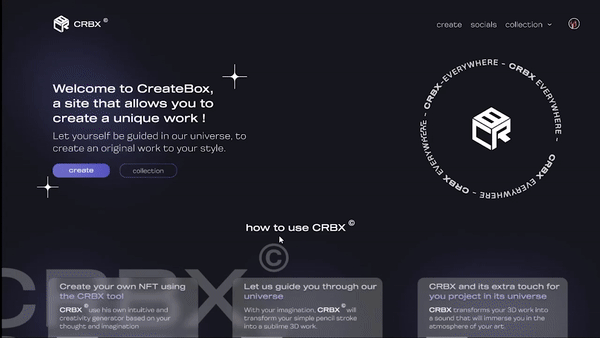 CRBX ©
create socials collection
Welcome to CreateBox,
a site that allows you to
create a unique work !
Let yourself be guided in our universe, to
create an original work to your style.
create collection
CRBX-EVERYWHERE - CRBX EVERYWHERE - CRBX EVERYWHERE - CRBX EVERYWHERE -
how to use CRBX ©
CRBX ©
Create your own NFT using
the CRBX tool
CRBX © use his own intuitive and
creativity generator based on your
thought and imagination
Let us guide you through our
universe
With your imagination, CRBX © will
transform your simple pencil stroke
into a sublime 3D work
CRBX and its extra touch for
you project in its universe
CRBX transforms your 3D work into
a sound that will immerse you in the
atmosphere of your art.